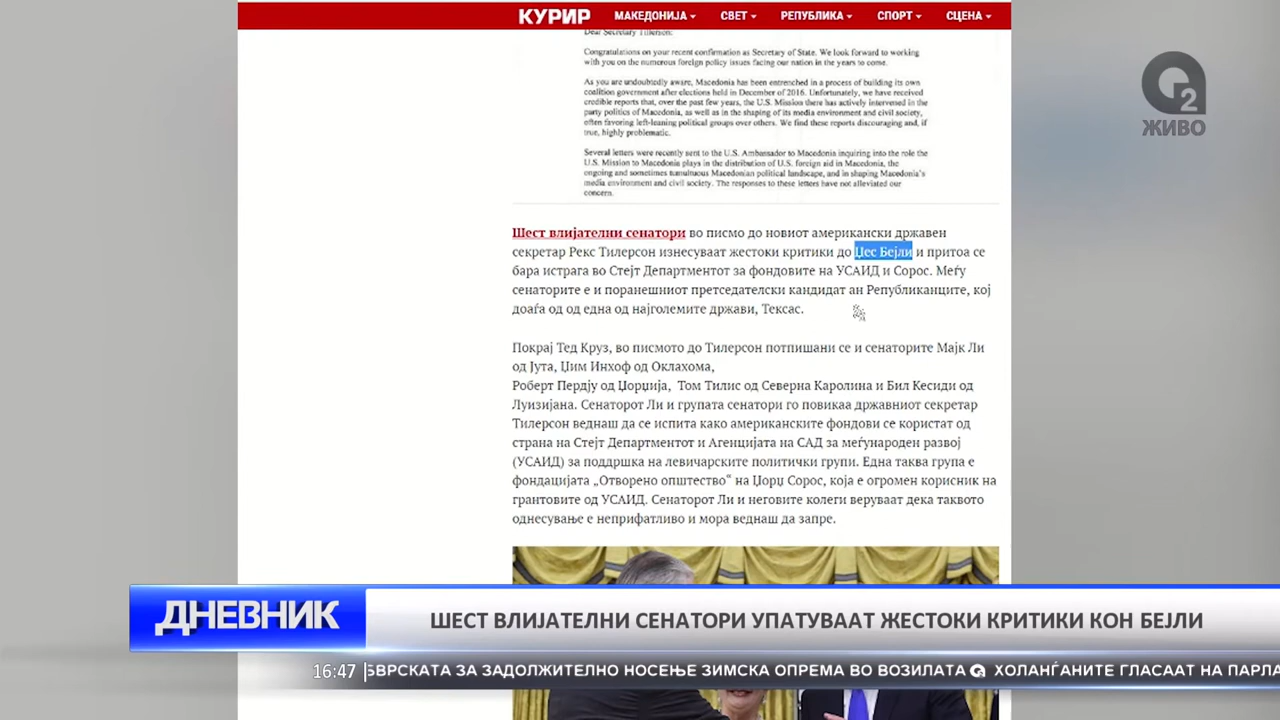 КУРИР МАКЕДОНИЈА СВЕТ РЕПУБЛИКА СПОРТ СЦЕНА
Dear Secretary Tillerson:
Congratulations on your recent confirmation as Secretary of State. We look forward to working
with you on the numerous foreign policy issues facing our nation in the years to come.
As you are undoubtedly aware, Macedonia has been entrenched in a process of building its own
coalition government after elections held in December of 2016. Unfortunately, we have received
credible reports that, over the past few years, the U.S. Mission there has actively intervened in the
party politics of Macedonia, as well as in the shaping of its media environment and civil society,
often favoring left-leaning political groups over others. We find these reports discouraging and, if
true, highly problematic.
Several letters were recently sent to the U.S. Ambassador to Macedonia inquiring into the role the
U.S. Mission to Macedonia plays in the distribution of U.S. foreign aid in Macedonia, the
ongoing and sometimes tumultuous Macedonian political landscape, and in shaping Macedonia's
media environment and civil society. The responses to these letters have not alleviated our
concern.
2
ЖИВО
Шест влијателни сенатори во писмо до новиот американски државен
секретар Рекс Тилерсон изнесуваат жестоки критики до Џес Бејли и притоа се
бара истрага во Стејт Департментот за фондовите на УСАИД и Сорос. Меѓу
сенаторите е и поранешниот претседателски кандидат ан Републиканците, кој
доаѓа од од една од најголемите држави, Тексас.
Покрај Тед Круз, во писмото до Тилерсон потпишани се и сенаторите Мајк Ли
од Јута, Џим Инхоф од Оклахома,
Роберт Пердју од Џорџија, Том Тилис од Северна Каролина и Бил Кесиди од
Луизијана. Сенаторот Ли и групата сенатори го повикаа државниот секретар
Тилерсон веднаш да се испита како американските фондови се користат од
страна на Стејт Департментот и Агенцијата на САД за меѓународен развој
(УСАИД) за поддршка на левичарските политички групи. Една таква група е
фондацијата „Отворено општество“ на Џорџ Сорос, која е огромен корисник на
грантовите од УСАИД. Сенаторот Ли и неговите колеги веруваат дека таквото
однесување е неприфатливо и мора веднаш да запре.
ДНЕВНИК
ШЕСТ ВЛИЈАТЕЛНИ СЕНАТОРИ УПАТУВААТ ЖЕСТОКИ КРИТИКИ КОН БЕЈЛИ
16:47 БВРСКАТА ЗА ЗАДОЛЖИТЕЛНО НОСЕЊЕ ЗИМСКА ОПРЕМА ВО ВОЗИЛАТА ХОЛАНЃАНИТЕ ГЛАСААТ НА ПАРЛА